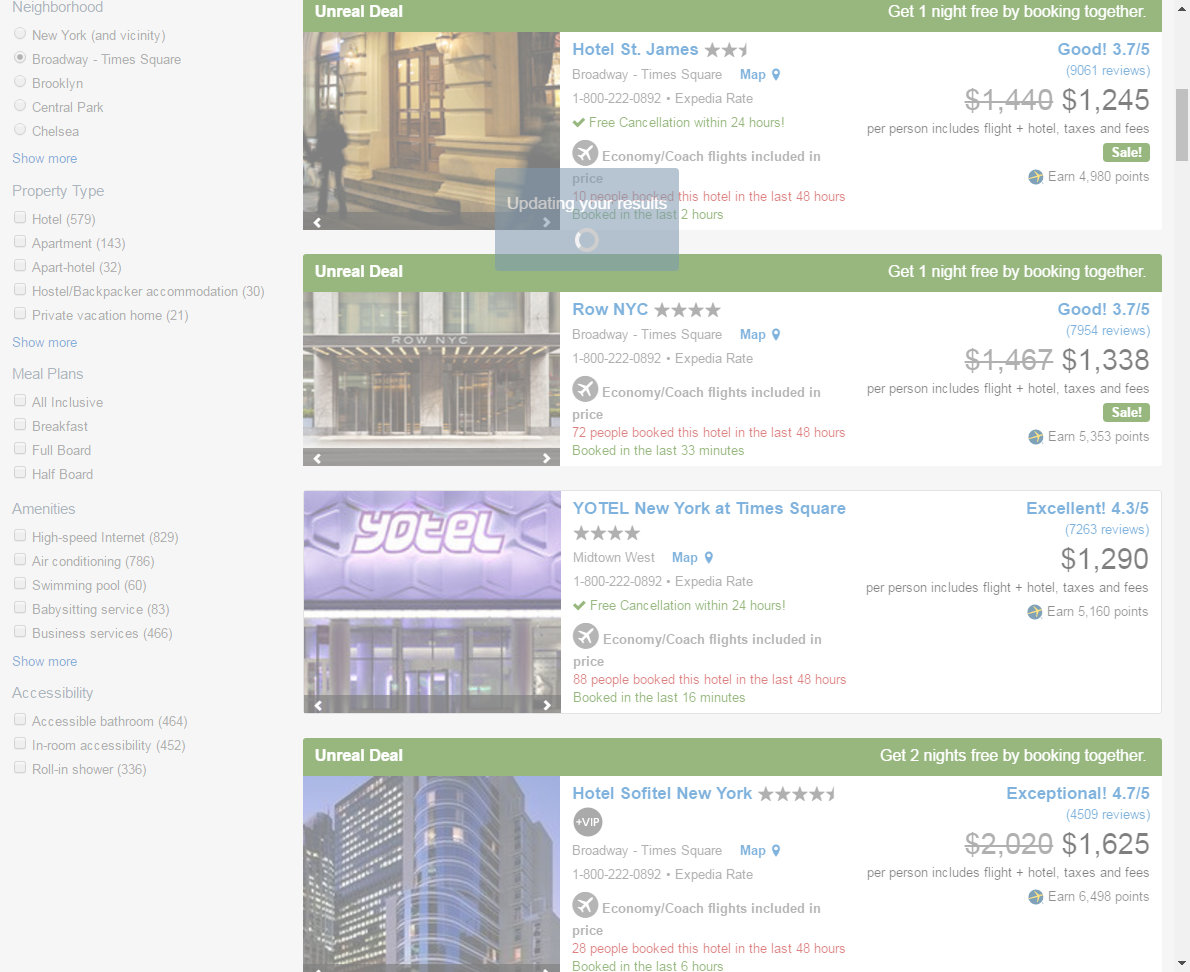 Neighborhood
New York (and vicinity)
Broadway - Times Square
Brooklyn
Central Park
Chelsea
Show more
Property Type
Hotel (579)
Apartment (143)
Apart-hotel (32)
Hostel/Backpacker accommodation (30)
Private vacation home (21)
Show more
Meal Plans
All Inclusive
Breakfast
Full Board
Half Board
Amenities
High-speed Internet (829)
Air conditioning (786)
Swimming pool (60)
Babysitting service (83)
Business services (466)
Show more
Accessibility
Accessible bathroom (464)
In-room accessibility (452)
Roll-in shower (336)
Unreal Deal Get 1 night free by booking together.
Hotel St. James Good! 3.7/5
Broadway - Times Square Map (9061 reviews)
1-800-222-0892 • Expedia Rate $1,440 $1,245
Free Cancellation within 24 hours! per person includes flight + hotel, taxes and fees
Economy/Coach flights included in Sale!
price Earn 4,980 points
10 people booked this hotel in the last 48 hours
Updating your results
Booked in the last 2 hours
Unreal Deal Get 1 night free by booking together.
ROW NYC
Row NYC Good! 3.7/5
Broadway - Times Square Map (7954 reviews)
1-800-222-0892 • Expedia Rate $1,467 $1,338
Economy/Coach flights included in per person includes flight + hotel, taxes and fees
price Sale!
72 people booked this hotel in the last 48 hours Earn 5,353 points
Booked in the last 33 minutes
YOTEL
YOTEL New York at Times Square Excellent! 4.3/5
(7263 reviews)
Midtown West Map $1,290
1-800-222-0892 • Expedia Rate per person includes flight + hotel, taxes and fees
Free Cancellation within 24 hours! Earn 5,160 points
Economy/Coach flights included in
price
88 people booked this hotel in the last 48 hours
Booked in the last 16 minutes
Unreal Deal Get 2 nights free by booking together.
Hotel Sofitel New York Exceptional! 4.7/5
+VIP (4509 reviews)
Broadway - Times Square Map $2,020 $1,625
1-800-222-0892 • Expedia Rate per person includes flight + hotel, taxes and fees
Economy/Coach flights included in Earn 6,498 points
price
28 people booked this hotel in the last 48 hours
Booked in the last 6 hours